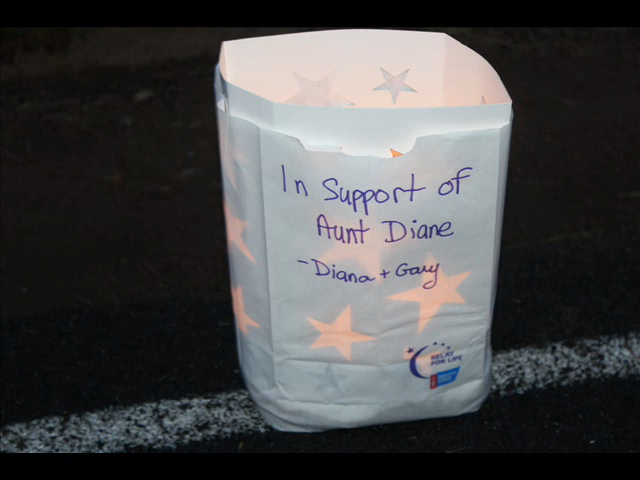 In Support of
Aunt Diane
- Diana + Gary
RELAY
FOR LIFE